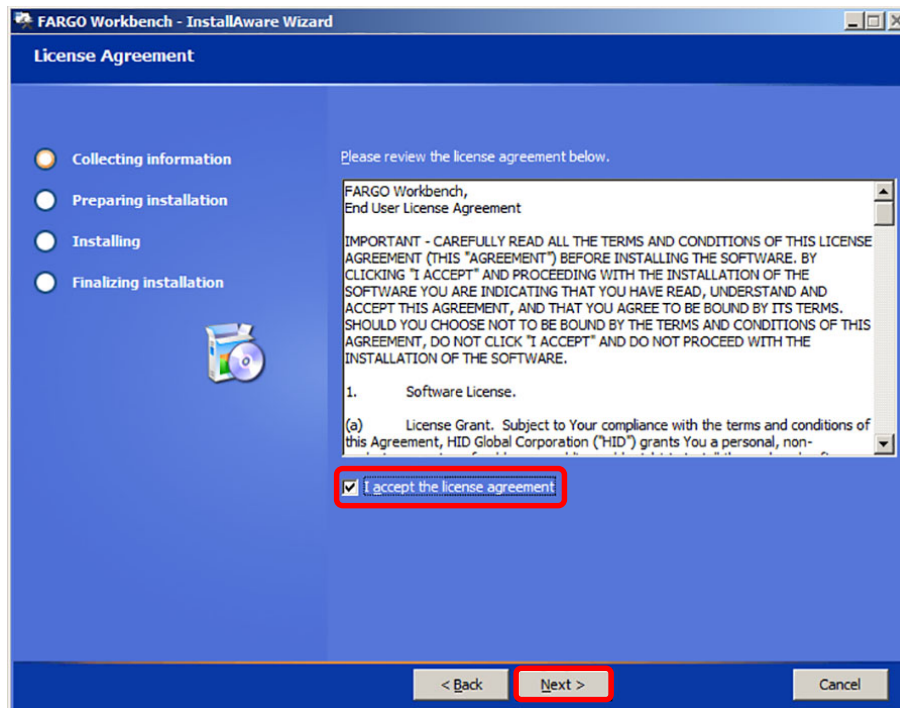 FARGO Workbench - InstallAware Wizard
License Agreement
Collecting information
Preparing installation
Installing
Finalizing installation
Please review the license agreement below.
FARGO Workbench,
End User License Agreement
IMPORTANT - CAREFULLY READ ALL THE TERMS AND CONDITIONS OF THIS LICENSE
AGREEMENT (THIS "AGREEMENT") BEFORE INSTALLING THE SOFTWARE. BY
CLICKING "I ACCEPT" AND PROCEEDING WITH THE INSTALLATION OF THE
SOFTWARE YOU ARE INDICATING THAT YOU HAVE READ, UNDERSTAND AND
ACCEPT THIS AGREEMENT, AND THAT YOU AGREE TO BE BOUND BY ITS TERMS.
SHOULD YOU CHOOSE NOT TO BE BOUND BY THE TERMS AND CONDITIONS OF THIS
AGREEMENT, DO NOT CLICK "I ACCEPT" AND DO NOT PROCEED WITH THE
INSTALLATION OF THE SOFTWARE.
1. Software License.
(a) License Grant. Subject to Your compliance with the terms and conditions of
this Agreement, HID Global Corporation ("HID") grants You a personal, non-
I accept the license agreement
< Back
Next >
Cancel